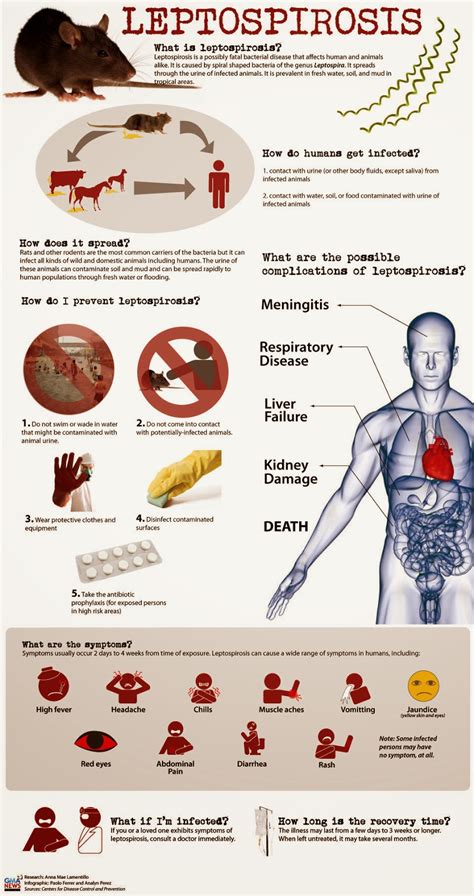 LEPTOSPIROSIS
What is leptospirosis?
Leptospirosis is a possibly fatal bacterial disease that affects human and animals
alike. It is caused by spiral shaped bacteria of the genus Leptospira. It spreads
through the urine of infected animals. It is prevalent in fresh water, soil, and mud in
tropical areas.
How do humans get infected?
1. contact with urine (or other body fluids, except saliva) from
infected animals
2. contact with water, soil, or food contaminated with urine of
infected animals
How does it spread?
Rats and other rodents are the most common carriers of the bacteria but it can
infect all kinds of wild and domestic animals including humans. The urine of
these animals can contaminate soil and mud and can be spread rapidly to
human populations through fresh water or flooding.
What are the possible
complications of leptospirosis?
Meningitis
Respiratory
Disease
Liver
Failure
Kidney
Damage
DEATH
How do I prevent leptospirosis?
1. Do not swim or wade in water
that might be contaminated with
animal urine.
2. Do not come into contact
with potentially-infected animals.
3. Wear protective clothes and
equipment
4. Disinfect contaminated
surfaces
5. Take the antibiotic
prophylaxis (for exposed persons
in high risk areas)
What are the symptoms?
Symptoms usually occur 2 days to 4 weeks from time of exposure. Leptospirosis can cause a wide range of symptoms in humans, including:
High fever
Headache
Chills
Muscle aches
Vomitting
Jaundice
(yellow skin and eyes)
Red eyes
Abdominal
Pain
Diarrhea
Rash
Note: Some infected
persons may have
no symptom, at all.
What if I'm infected?
If you or a loved one exhibits symptoms of
leptospirosis, consult a doctor immediately.
How long is the recovery time?
The illness may last from a few days to 3 weeks or longer.
When left untreated, it may take several months.
GMA
NEWS
Research: Anna Mae Lamentillo
Infographic: Paolo Ferrer and Analyn Perez
Sources: Centers for Disease Control and Prevention